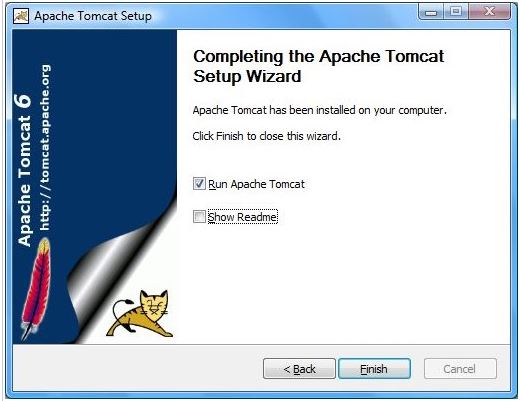 Apache Tomcat Setup
Completing the Apache Tomcat
Setup Wizard
Apache Tomcat has been installed on your computer.
Click Finish to close this wizard.
Run Apache Tomcat
Show Readme
Apache Tomcat 6
http://tomcat.apache.org
< Back
Finish
Cancel